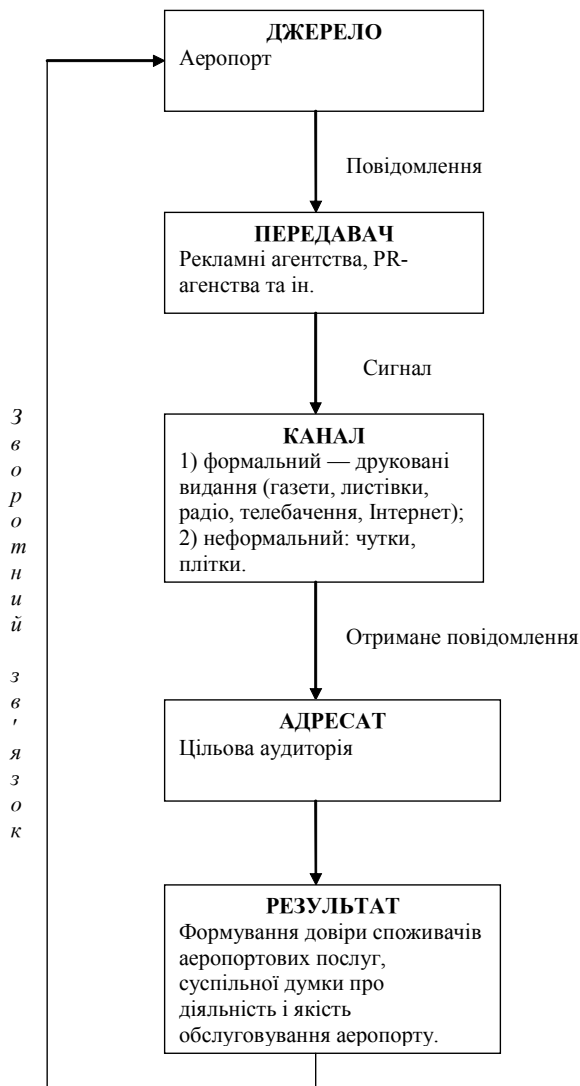 ДЖЕРЕЛО
Аеропорт
Повідомлення
ПЕРЕДАВАЧ
Рекламні агентства, PR-
агенства та ін.
Сигнал
КАНАЛ
1) формальний — друковані
видання (газети, листівки,
радіо, телебачення, Інтернет);
2) неформальний: чутки,
плітки.
Отримане повідомлення
АДРЕСАТ
Цільова аудиторія
РЕЗУЛЬТАТ
Формування довіри споживачів
аеропортових послуг,
суспільної думки про
діяльність і якість
обслуговування аеропорту.
Зворотний зв'язок